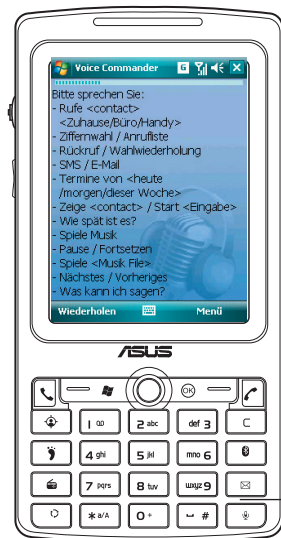 Voice Commander G
Bitte sprechen Sie:
- Rufe <contact>
<Zuhause/Büro/Handy>
- Ziffernwahl / Anrufliste
- Rückruf / Wahlwiederholung
- SMS / E-Mail
- Termine von <heute
/morgen/dieser Woche>
- Zeige <contact> / Start <Eingabe>
- Wie spät ist es?
- Spiele Musik
- Pause / Fortsetzen
- Spiele <Musik File>
- Nächstes / Vorheriges
- Was kann ich sagen?
Wiederholen Menü
ASUS
OK
1 2 abc def 3 C
4 ghi 5 jkl mno 6
7 pqrs 8 tuv wxyz 9
* a/A 0 + #